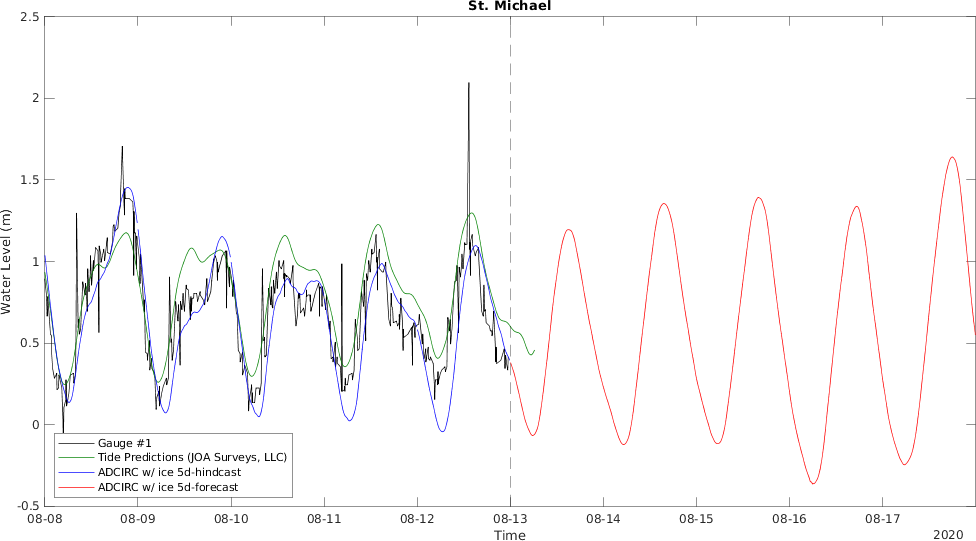 St. Michael
2.5
2
1.5
1
0.5
0
-0.5
Water Level (m)
Gauge #1
Tide Predictions (JOA Surveys, LLC)
ADCIRC w/ ice 5d-hindcast
ADCIRC w/ ice 5d-forecast
08-08 08-09 08-10 08-11 08-12 08-13 08-14 08-15 08-16 08-17
Time
2020